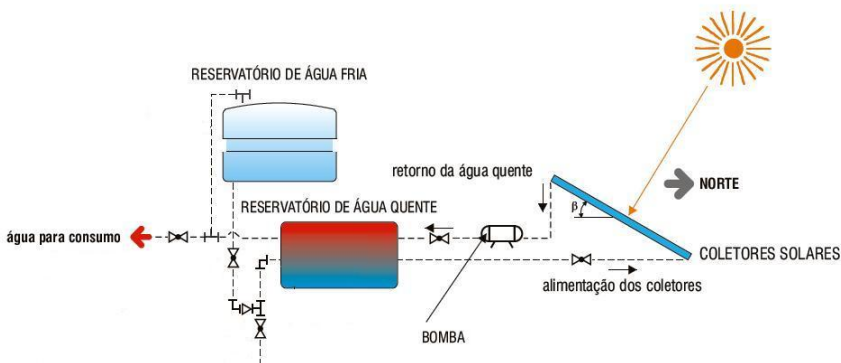 RESERVATÓRIO DE ÁGUA FRIA
retorno da água quente
NORTE
β
RESERVATÓRIO DE ÁGUA QUENTE
água para consumo
COLETORES SOLARES
alimentação dos coletores
BOMBA